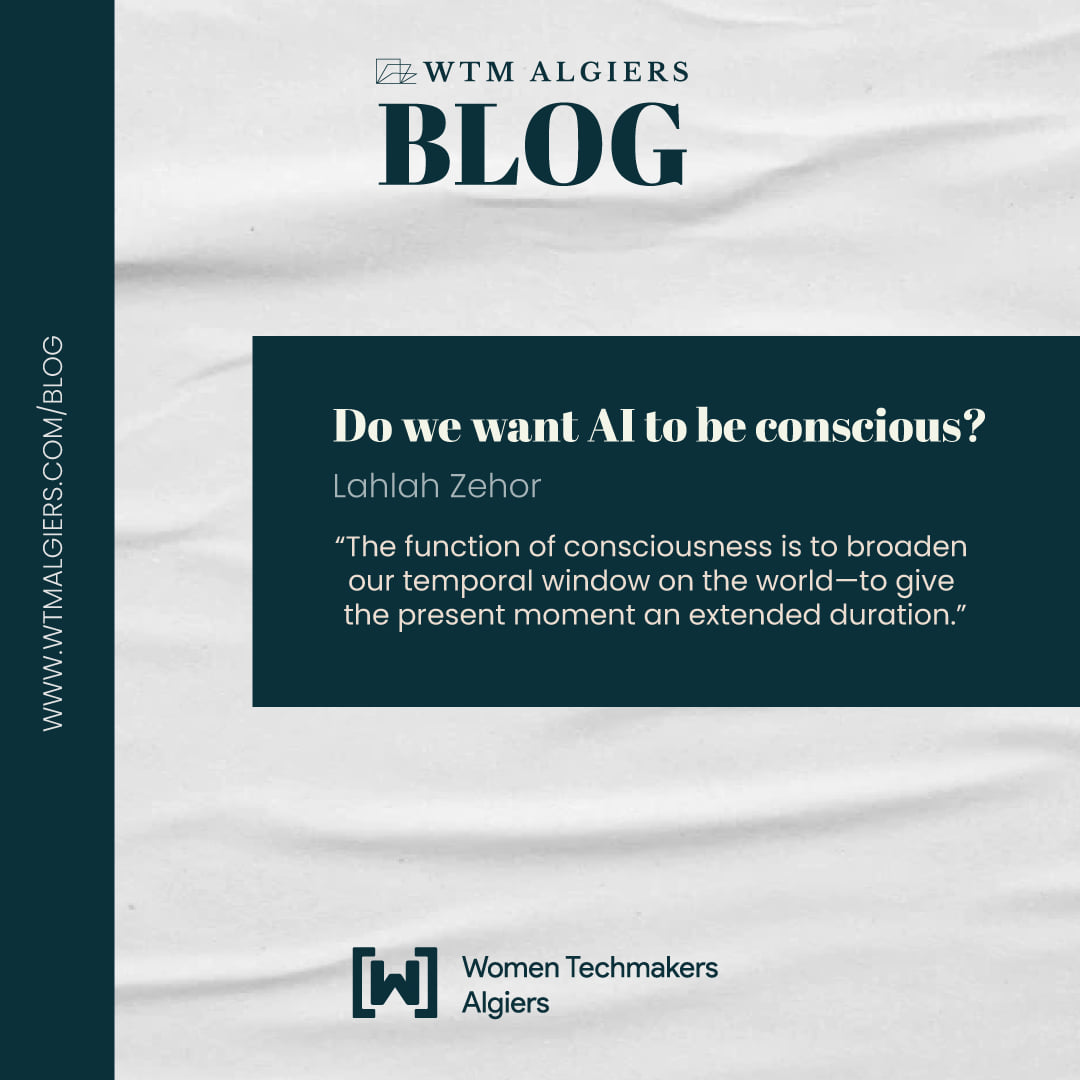 WTM ALGIERS
BLOG
WWW.WTMALGIERS.COM/BLOG
Do we want AI to be conscious?
Lahlah Zehor
“The function of consciousness is to broaden
our temporal window on the world—to give
the present moment an extended duration.”
[W]
Women Techmakers
Algiers